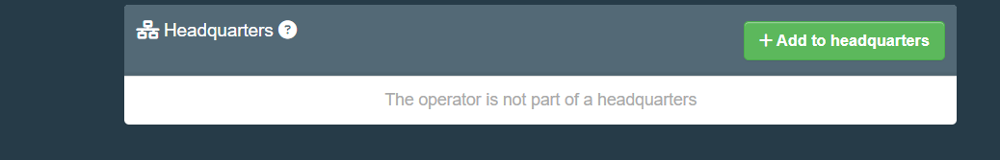 Headquarters ?
+ Add to headquarters
The operator is not part of a headquarters